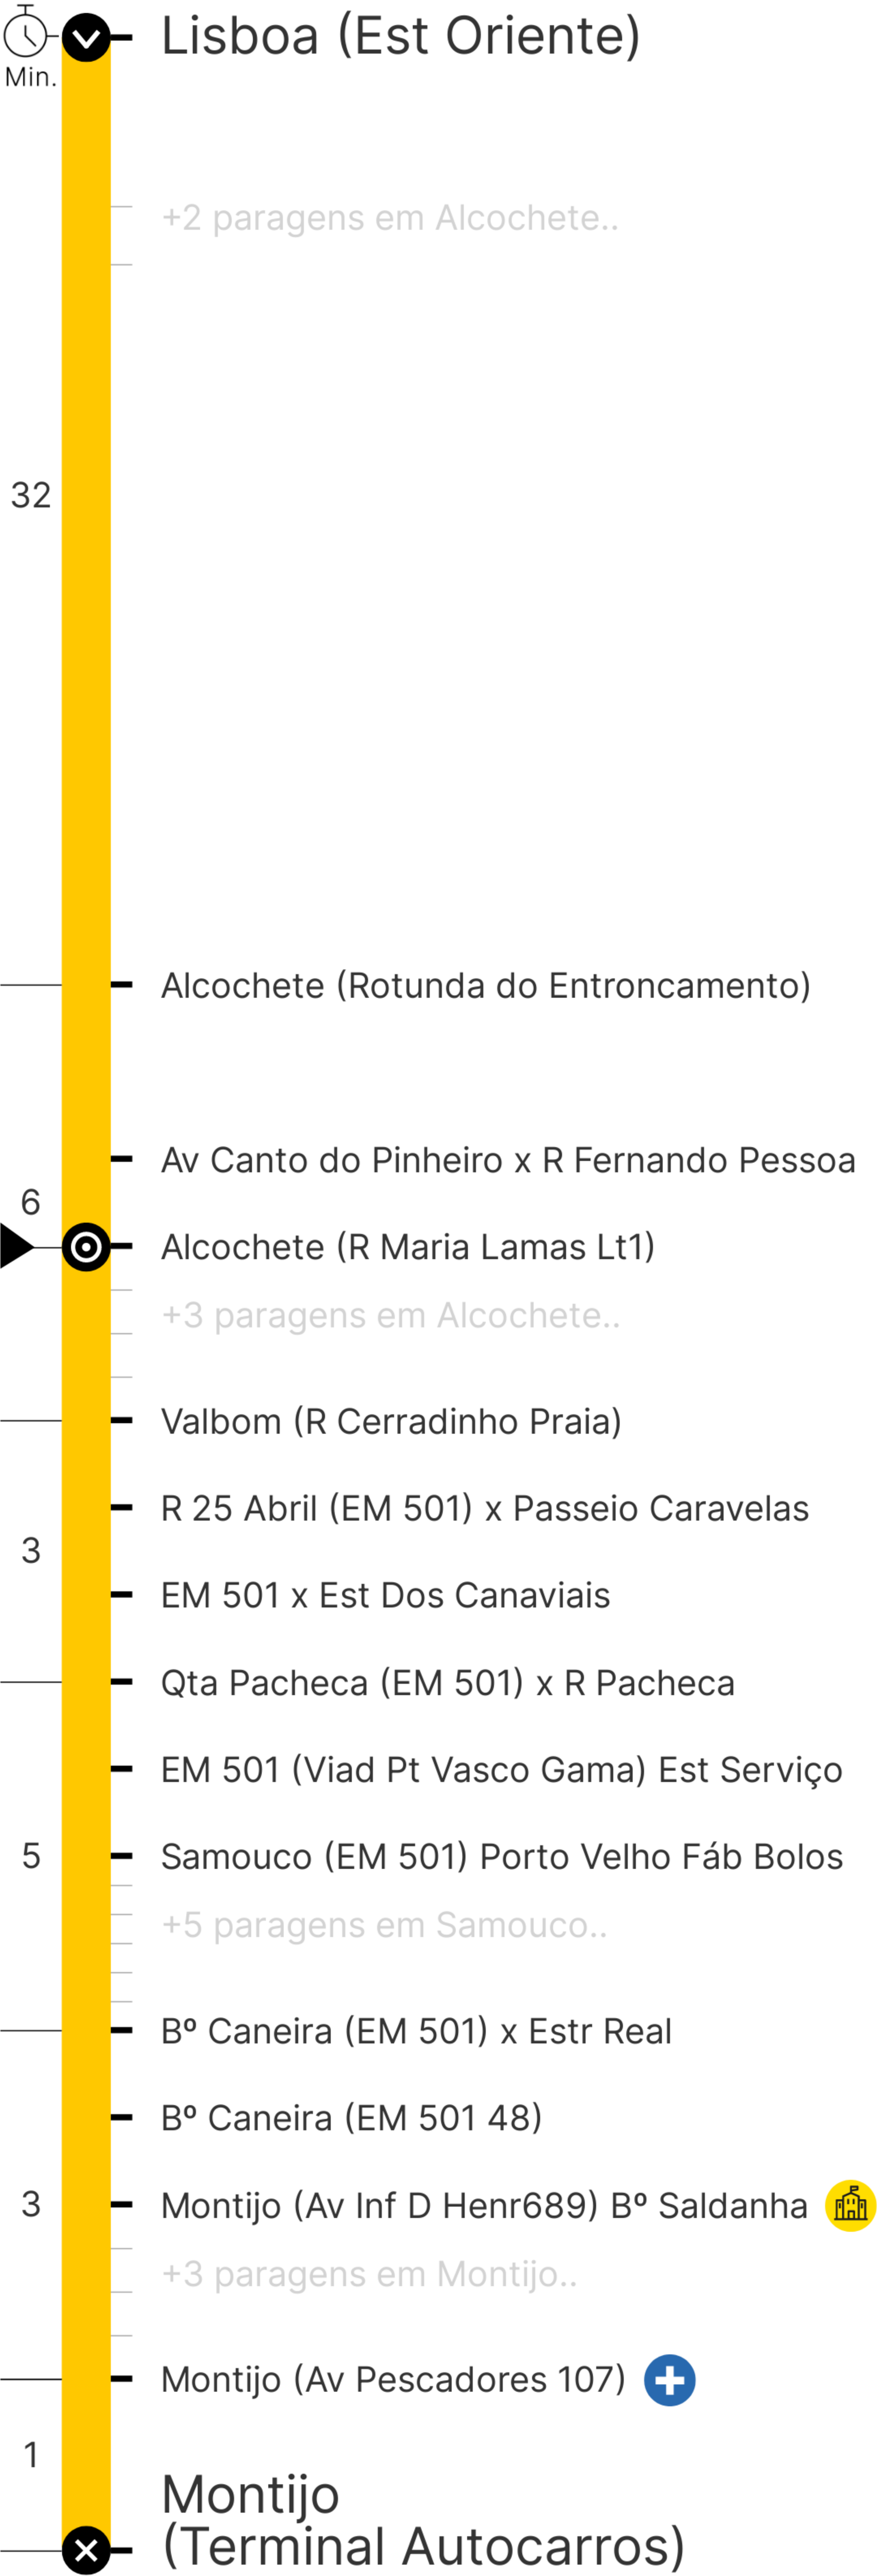 Lisboa (Est Oriente)
Min.
+2 paragens em Alcochete..
32
Alcochete (Rotunda do Entroncamento)
Av Canto do Pinheiro x R Fernando Pessoa
6
Alcochete (R Maria Lamas Lt1)
+3 paragens em Alcochete..
Valbom (R Cerradinho Praia)
R 25 Abril (EM 501) x Passeio Caravelas
3
EM 501 x Est Dos Canaviais
Qta Pacheca (EM 501) x R Pacheca
EM 501 (Viad Pt Vasco Gama) Est Serviço
5
Samouco (EM 501) Porto Velho Fáb Bolos
+5 paragens em Samouco..
Bº Caneira (EM 501) x Estr Real
Bº Caneira (EM 501 48)
3
Montijo (Av Inf D Henr689) Bº Saldanha
+3 paragens em Montijo..
Montijo (Av Pescadores 107)
1
Montijo
(Terminal Autocarros)